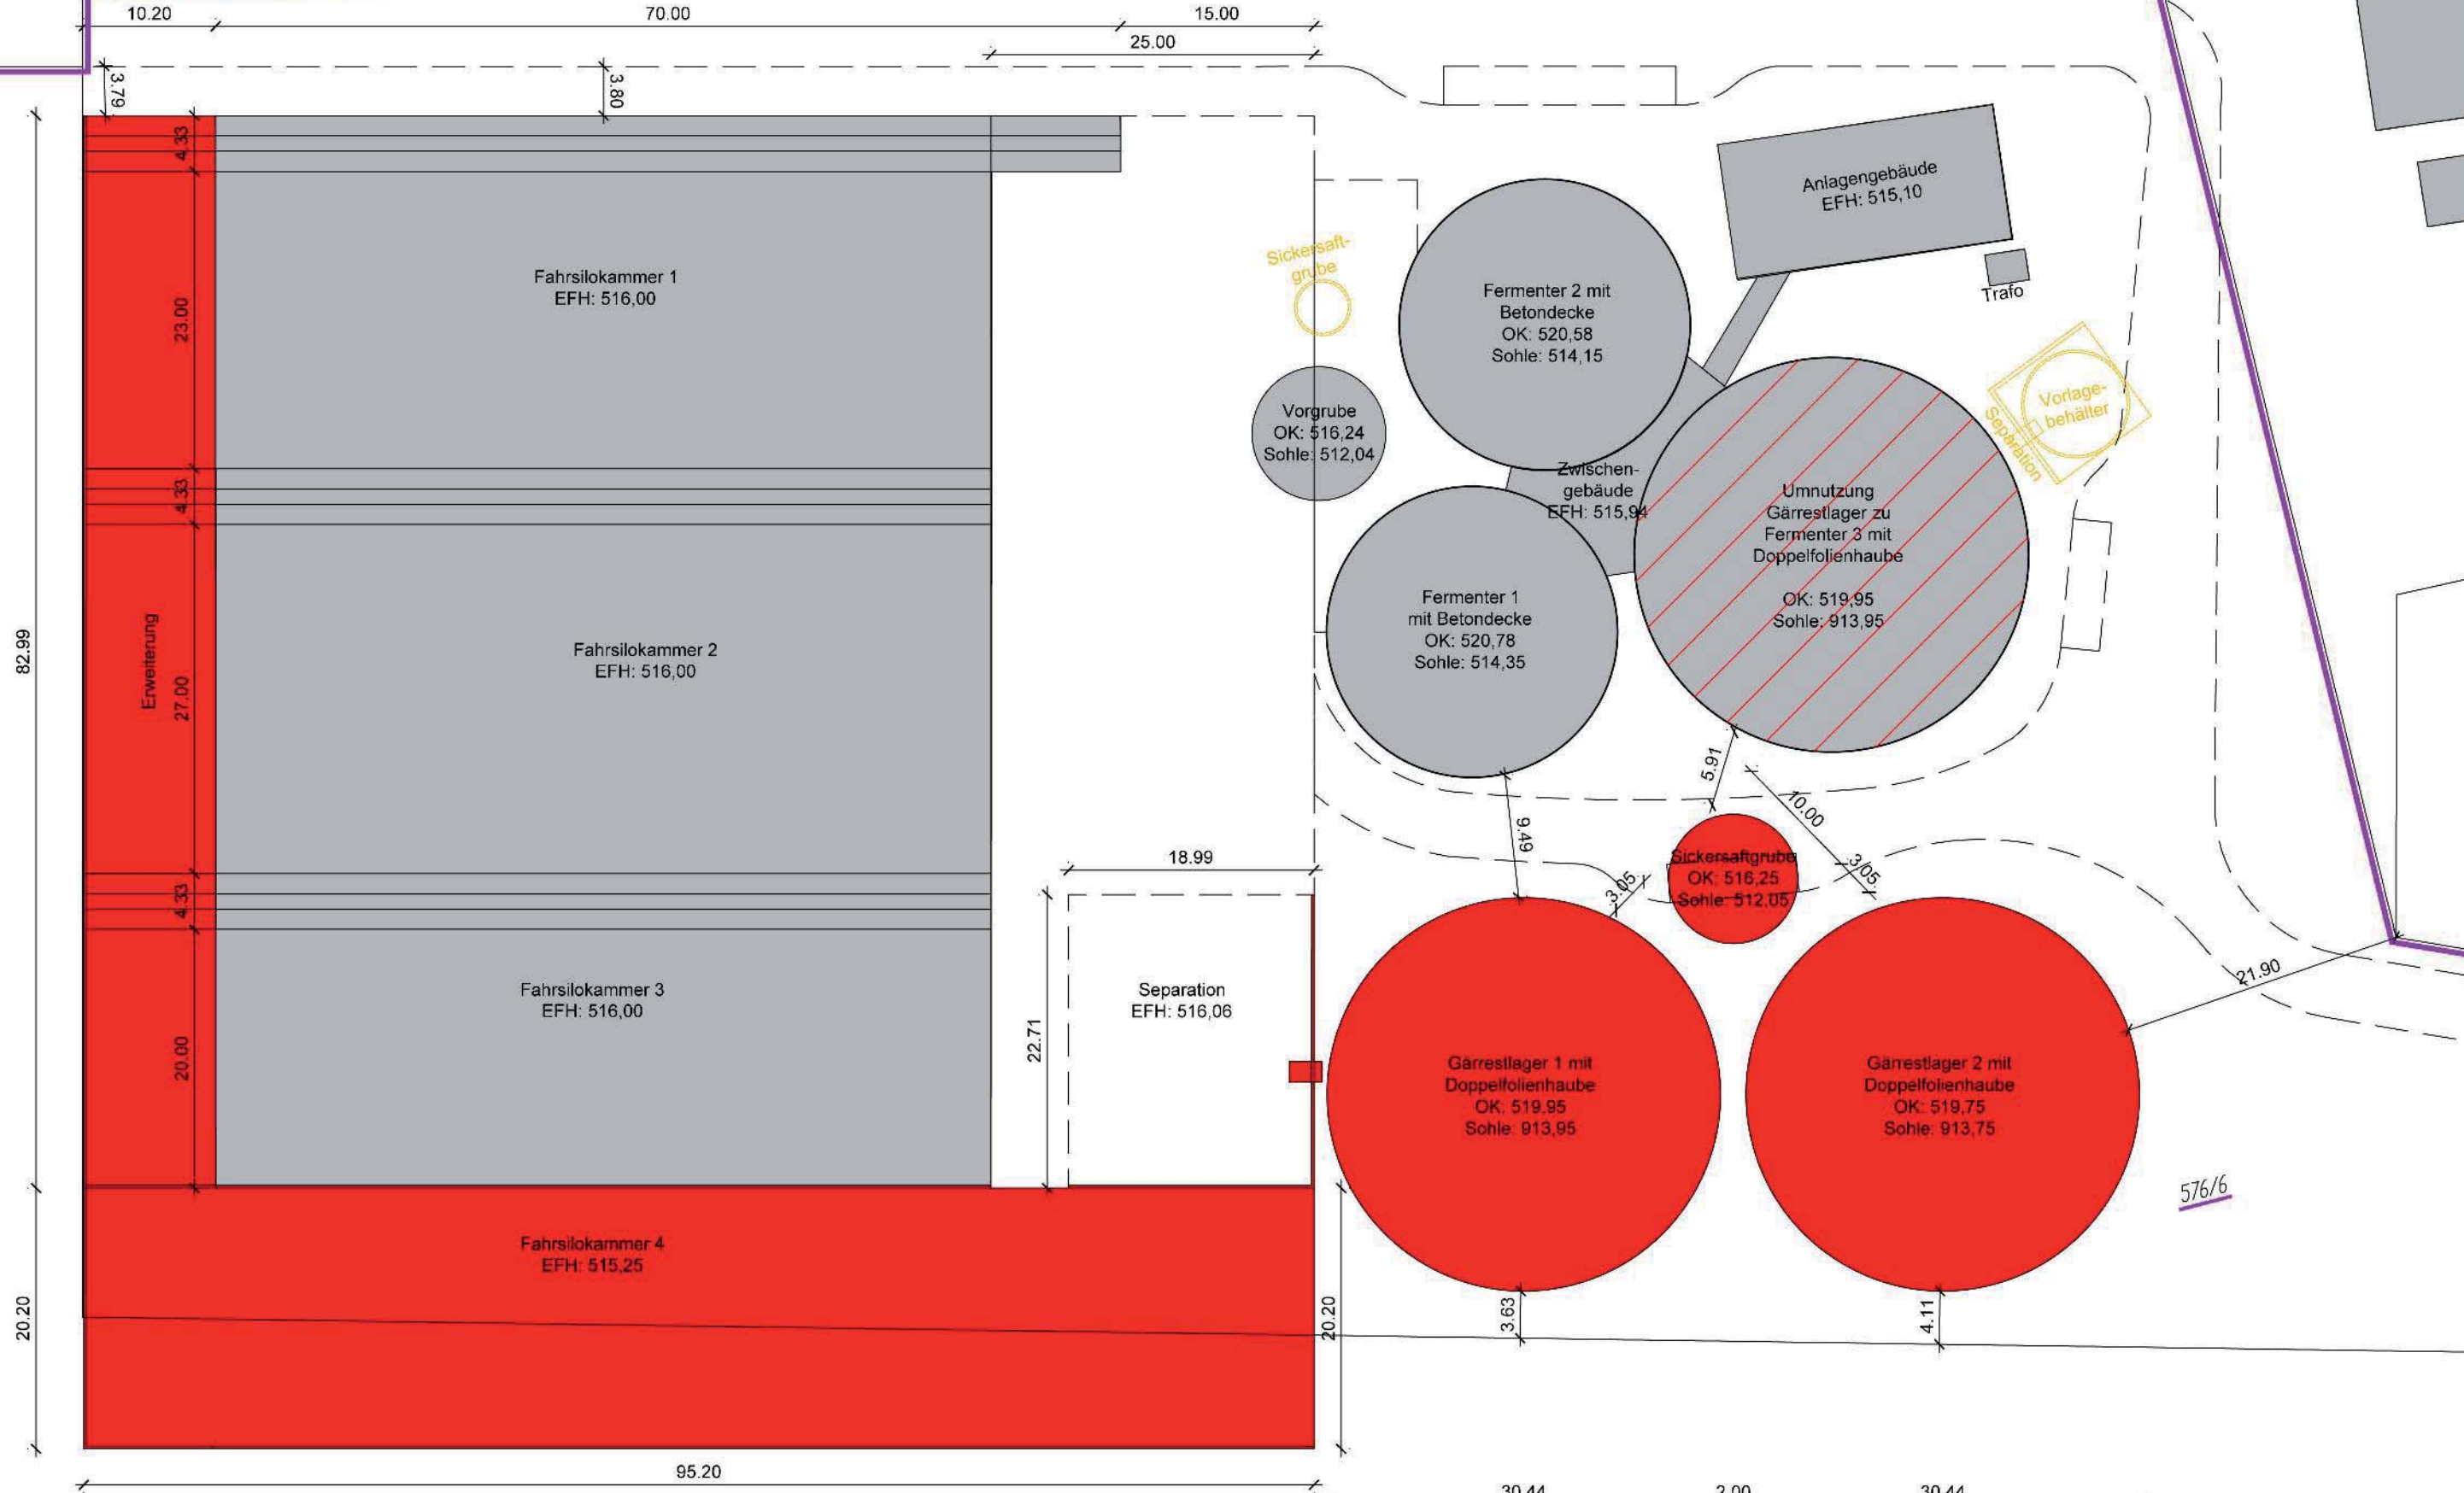 10.20
70.00
15.00
25.00
3.79
3.80
4.33
Fahrsilokammer 1
EFH: 516,00
23.00
4.33
Fahrsilokammer 2
EFH: 516,00
82.99
Erweiterung
27.00
4.33
Fahrsilokammer 3
EFH: 516,00
20.00
Fahrsilokammer 4
EFH: 515,25
20.20
95.20
18.99
22.71
Separation
EFH: 516,06
20.20
Sickersaft-
grube
Vorgrube
OK: 516,24
Sohle: 512,04
Fermenter 2 mit
Betondecke
OK: 520,58
Sohle: 514,15
Anlagengebäude
EFH: 515,10
Trafo
Vorlage-
behälter
Separation
Zwischen-
gebäude
EFH: 515,94
Umnutzung
Gärrestlager zu
Fermenter 3 mit
Doppelfolienhaube
OK: 519,95
Sohle: 913,95
Fermenter 1
mit Betondecke
OK: 520,78
Sohle: 514,35
5.91
10.00
9.49
3.05
3.05
Sickersaftgrube
OK: 516,25
Sohle: 512,05
21.90
Gärrestlager 1 mit
Doppelfolienhaube
OK: 519,95
Sohle: 913,95
Gärrestlager 2 mit
Doppelfolienhaube
OK: 519,75
Sohle: 913,75
576/6
3.63
4.11
30.44
2.00
30.44